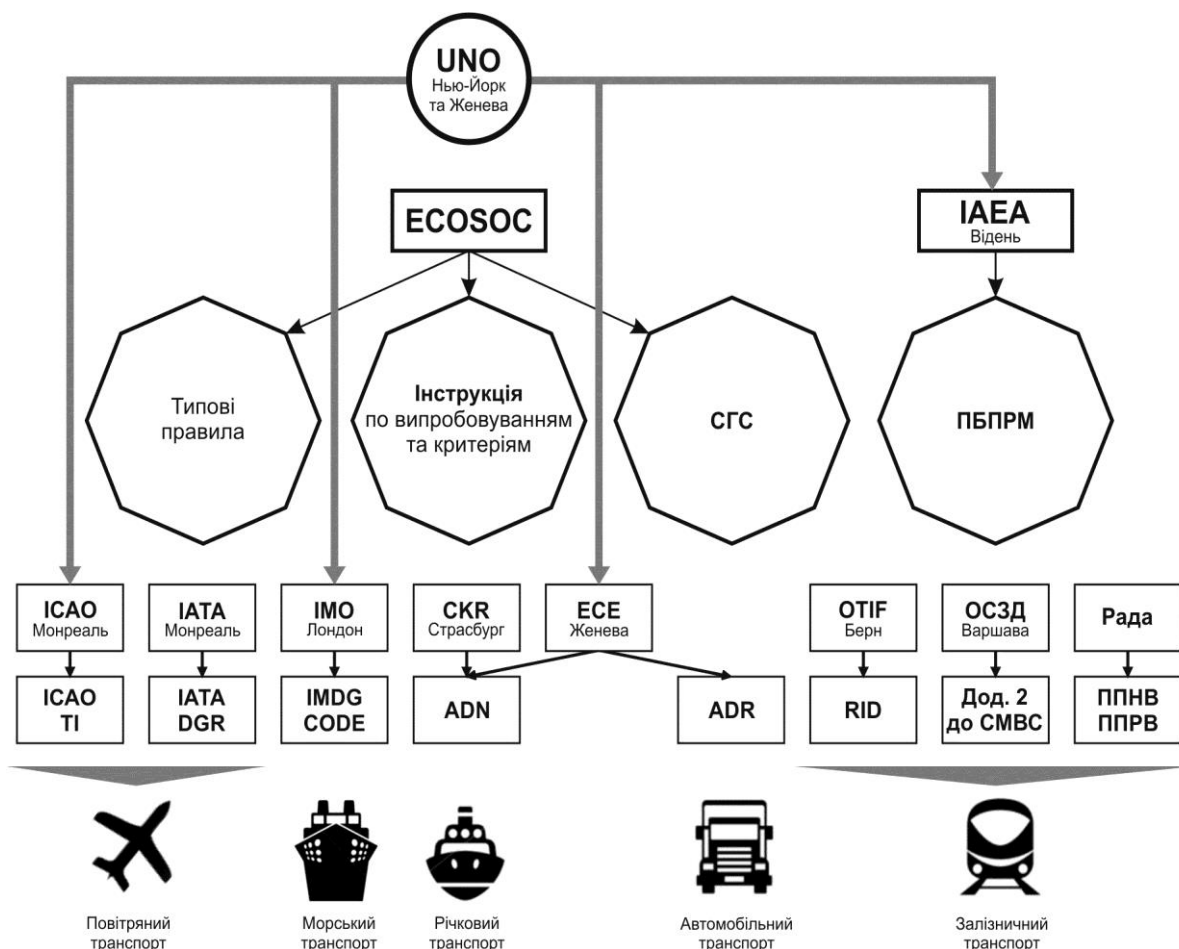 UNO
Нью-Йорк
та Женева
ECOSOC
IAEA
Відень
Типові
правила
Інструкція
по випробовуванням
та критеріям
СГС
ПБПРМ
ICAO
Монреаль
IATA
Монреаль
IMO
Лондон
CKR
Страсбург
ECE
Женева
OTIF
Берн
ОСЗД
Варшава
Рада
ICAO
TI
IATA
DGR
IMDG
CODE
ADN
ADR
RID
Дод. 2
до СМВС
ППНВ
ППРВ
Повітряний
транспорт
Морський
транспорт
Річковий
транспорт
Автомобільний
транспорт
Залізничний
транспорт